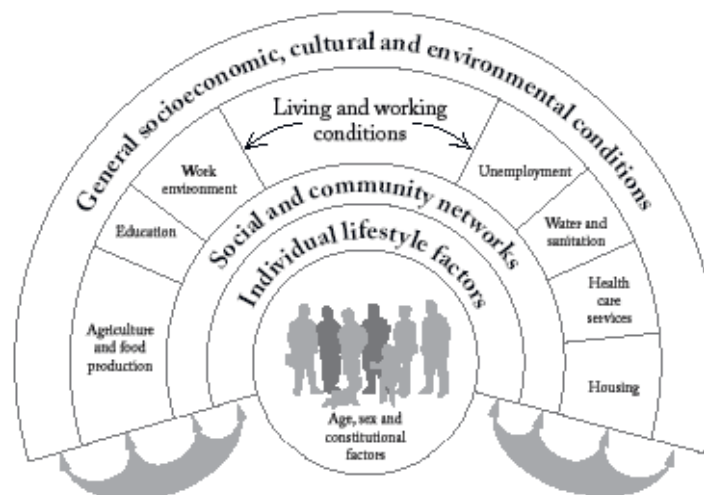 General socioeconomic, cultural and environmental conditions
Living and working
conditions
Work
environment
Unemployment
Education
Water and
sanitation
Social and community networks
Individual lifestyle factors
Agriculture
and food
production
Health
care
services
Housing
Age, sex and
constitutional
factors